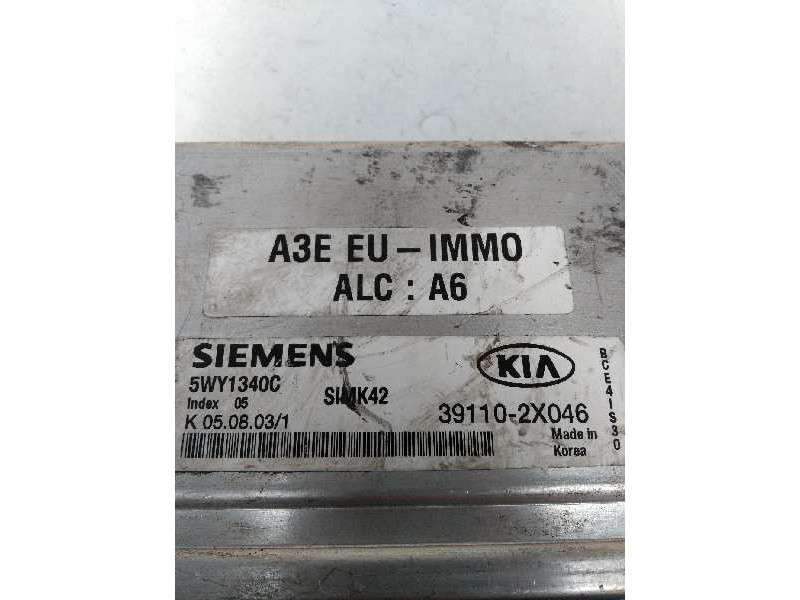 A3E EU-IMMO
ALC : A6
SIEMENS
KIA
5WY1340C
SIMK42
Index 05
39110-2X046
K 05.08.03/1
Made in
Korea
BCE4IS30